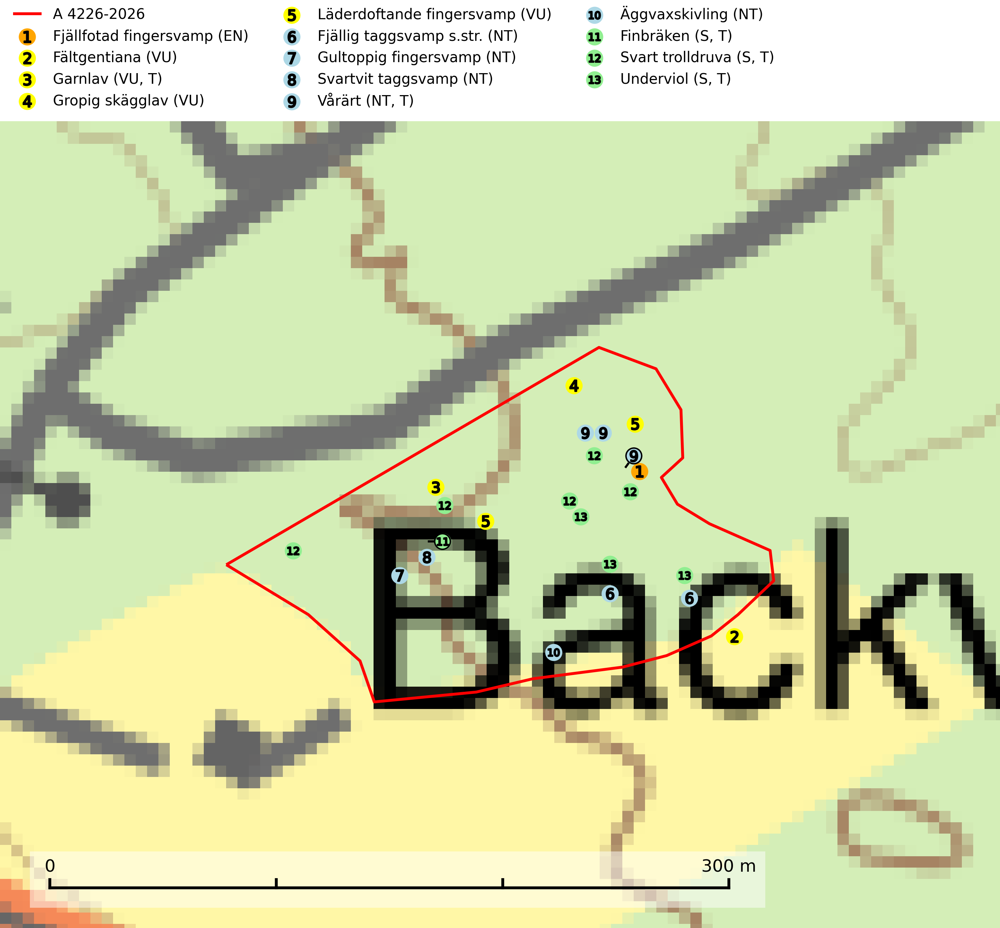 A 4226-2026
1 Fjällfotad fingersvamp (EN)
2 Fältgentiana (VU)
3 Garnlav (VU, T)
4 Gropig skägglav (VU)
5 Läderdoftande fingersvamp (VU)
6 Fjällig taggsvamp s.str. (NT)
7 Gultoppig fingersvamp (NT)
8 Svartvit taggsvamp (NT)
9 Vårärt (NT, T)
10 Äggvaxskivling (NT)
11 Finbräken (S, T)
12 Svart trolldruva (S, T)
13 Underviol (S, T)
4
5
9 9
12 9
1
3
12
12 12
5 13
11
12 8
13
7 13
6 6
2
10
Back
0 300 m